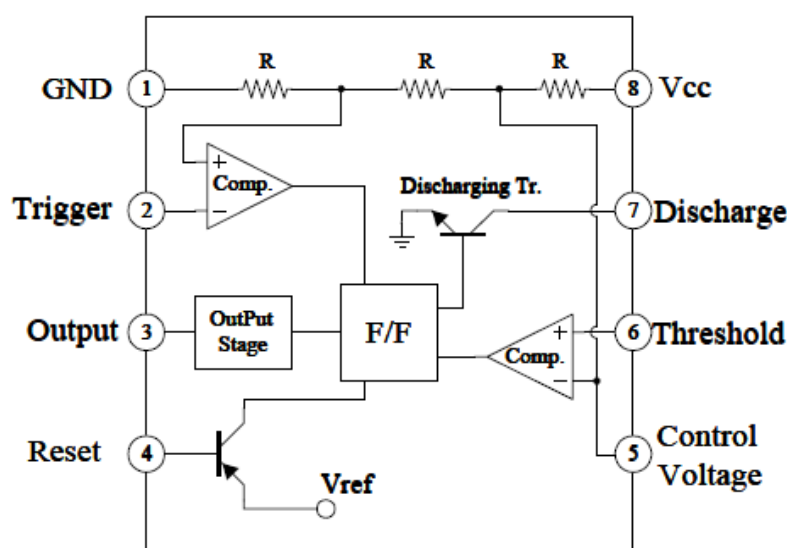 R
R
R
GND
1
8
Vcc
+
Comp.
−
Discharging Tr.
Trigger
2
7
Discharge
Output
3
OutPut
Stage
F/F
+
Comp.
−
6
Threshold
Reset
4
5
Control
Voltage
Vref